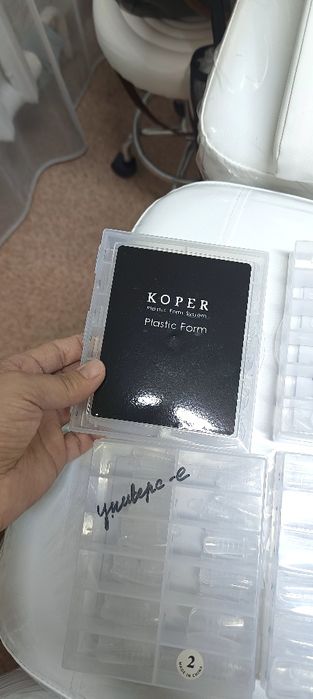 KOPER
Plastic Form System
Plastic Form
универс-е
2
MADE IN CHINA